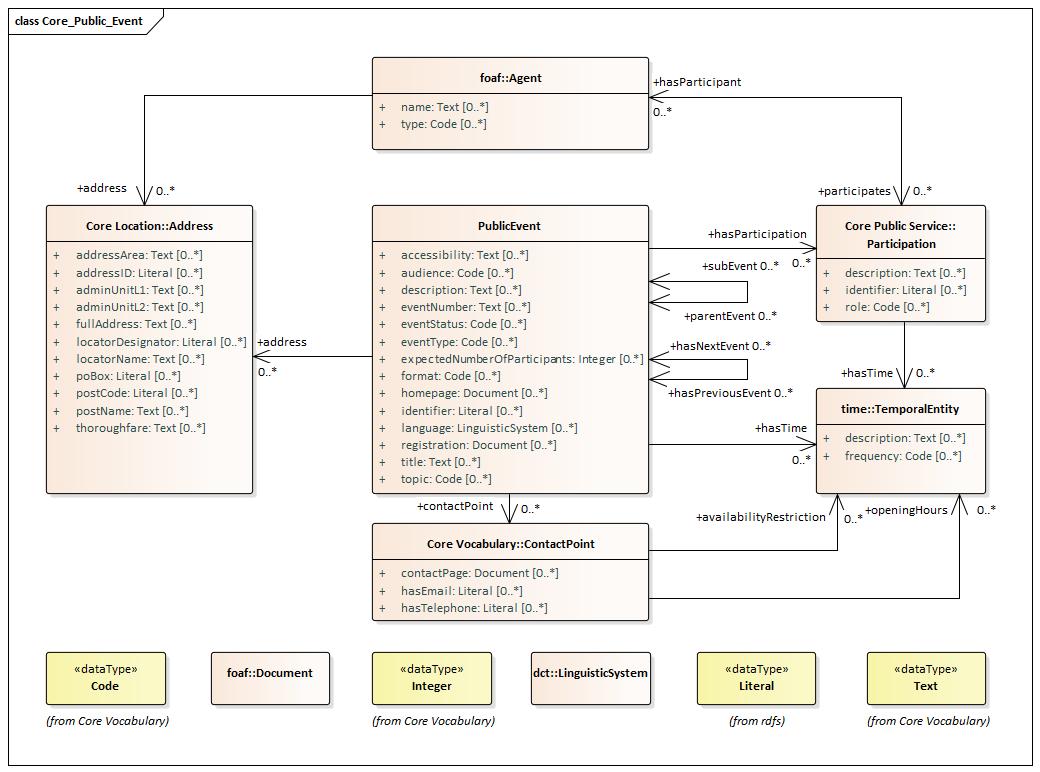 class Core_Public_Event
foaf::Agent
+ name: Text [0..*]
+ type: Code [0..*]
+hasParticipant
0..*
+address
0..*
+participates
0..*
Core Location::Address
+ addressArea: Text [0..*]
+ addressID: Literal [0..*]
+ adminUnitL1: Text [0..*]
+ adminUnitL2: Text [0..*]
+ fullAddress: Text [0..*]
+ locatorDesignator: Literal [0..*]
+ locatorName: Text [0..*]
+ poBox: Literal [0..*]
+ postCode: Literal [0..*]
+ postName: Text [0..*]
+ thoroughfare: Text [0..*]
+address
0..*
PublicEvent
+ accessibility: Text [0..*]
+ audience: Code [0..*]
+ description: Text [0..*]
+ eventNumber: Text [0..*]
+ eventStatus: Code [0..*]
+ eventType: Code [0..*]
+ expectedNumberOfParticipants: Integer [0..*]
+ format: Code [0..*]
+ homepage: Document [0..*]
+ identifier: Literal [0..*]
+ language: LinguisticSystem [0..*]
+ registration: Document [0..*]
+ title: Text [0..*]
+ topic: Code [0..*]
+hasParticipation
0..*
+subEvent 0..*
+parentEvent 0..*
+hasNextEvent 0..*
+hasPreviousEvent 0..*
+hasTime
0..*
Core Public Service::
Participation
+ description: Text [0..*]
+ identifier: Literal [0..*]
+ role: Code [0..*]
+hasTime
0..*
time::TemporalEntity
+ description: Text [0..*]
+ frequency: Code [0..*]
+contactPoint
0..*
+availabilityRestriction
0..*
+openingHours
0..*
Core Vocabulary::ContactPoint
+ contactPage: Document [0..*]
+ hasEmail: Literal [0..*]
+ hasTelephone: Literal [0..*]
«dataType»
Code
(from Core Vocabulary)
foaf::Document
«dataType»
Integer
(from Core Vocabulary)
dct::LinguisticSystem
«dataType»
Literal
(from rdfs)
«dataType»
Text
(from Core Vocabulary)